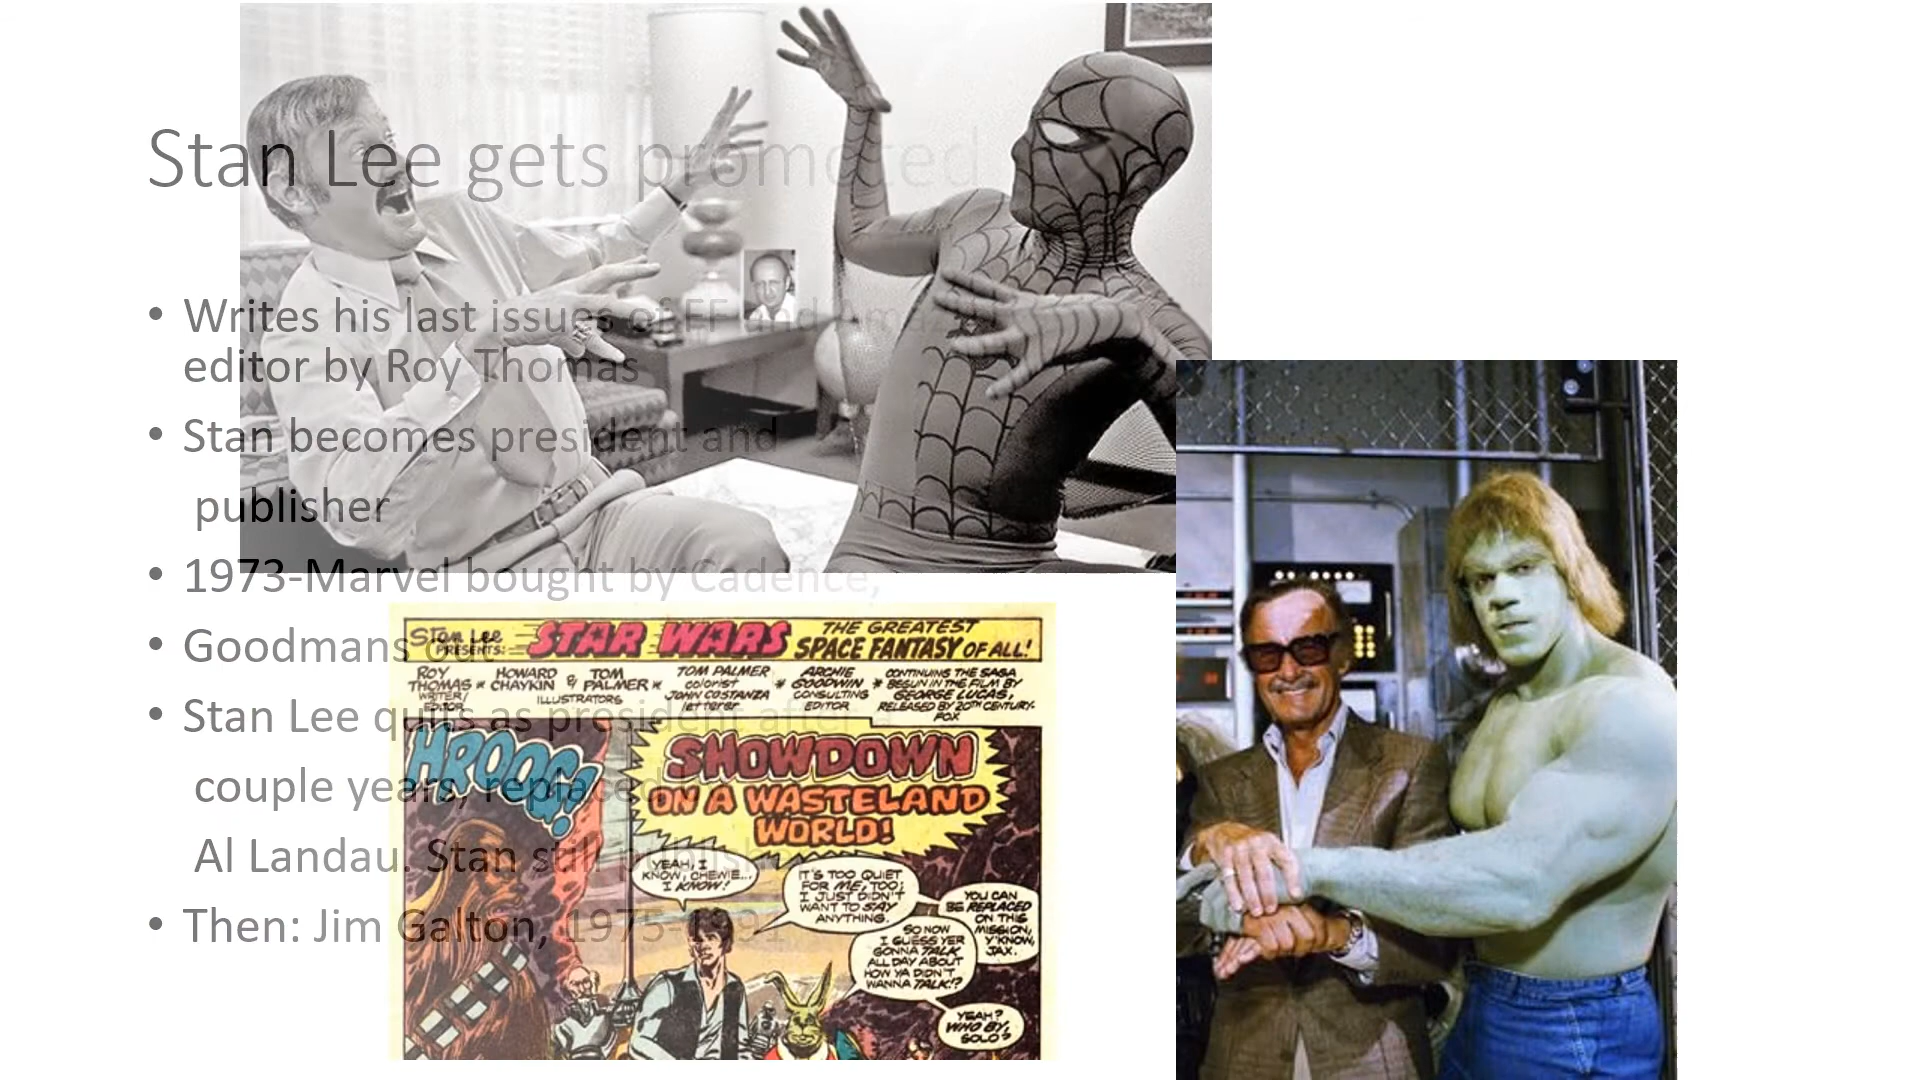 Stan Lee gets promoted
• Writes his last issues of FF and Amazing
editor by Roy Thomas
• Stan becomes president and
publisher
• 1973-Marvel bought by Cadence,
• Goodmans out
• Stan Lee quits as president after a
couple years, replaced
Al Landau. Stan still publisher
• Then: Jim Galton, 1975-1991
STAN LEE
PRESENTS:
STAR WARS
THE GREATEST
SPACE FANTASY OF ALL!
ROY
THOMAS
WRITER/
EDITOR
*
HOWARD
CHAYKIN
&
TOM
PALMER
ILLUSTRATORS
*
TOM PALMER
colorist
JOHN COSTANZA
letterer
*
ARCHIE
GOODWIN
CONSULTING
EDITOR
*
CONTINUING THE SAGA
BEGUN IN THE FILM BY
GEORGE LUCAS,
RELEASED BY 20TH CENTURY-
FOX
HROOG!
SHOWDOWN
ON A WASTELAND
WORLD!
YEAH, I
KNOW, CHEWIE...
I KNOW!
IT'S TOO QUIET
FOR ME, TOO;
I JUST DIDN'T
WANT TO SAY
ANYTHING.
YOU CAN
BE REPLACED
ON THIS
MISSION,
Y'KNOW,
JAX.
SO NOW
I GUESS YER
GONNA TALK
ALL DAY ABOUT
HOW YA DIDN'T
WANNA TALK!?
YEAH?
WHO BY,
SOLO?